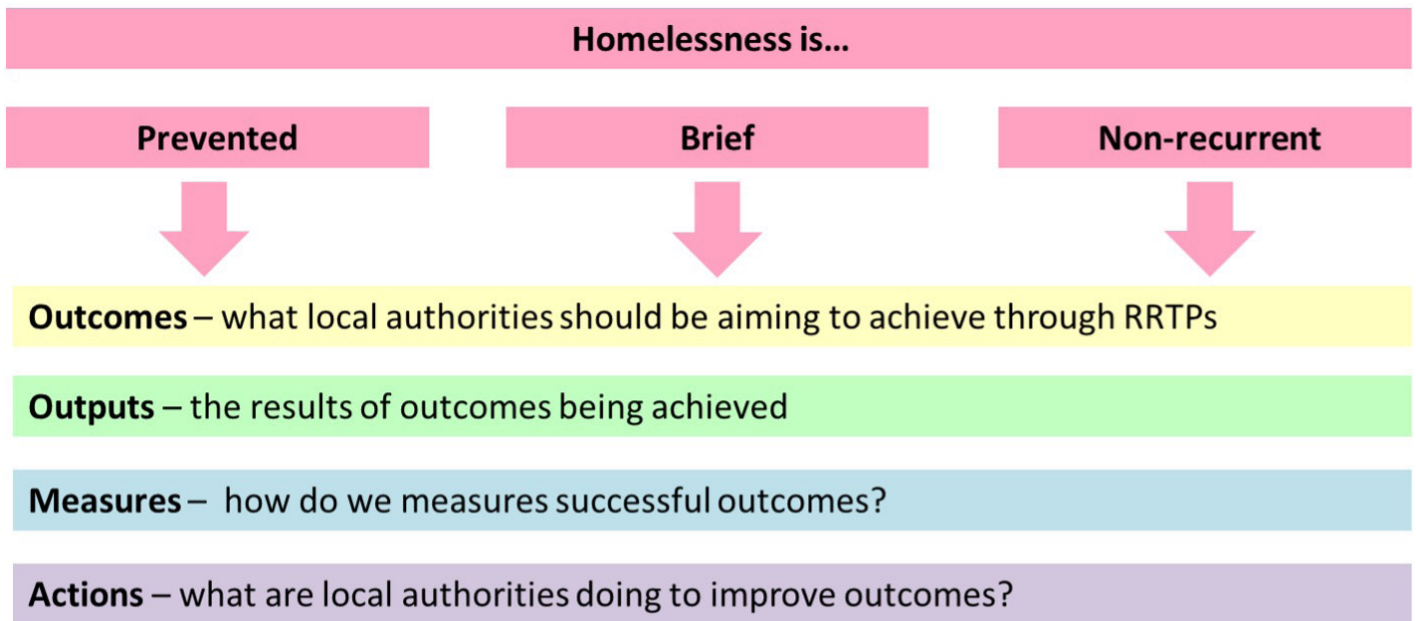 Homelessness is…
Prevented
Brief
Non-recurrent
Outcomes – what local authorities should be aiming to achieve through RRTPs
Outputs – the results of outcomes being achieved
Measures – how do we measures successful outcomes?
Actions – what are local authorities doing to improve outcomes?